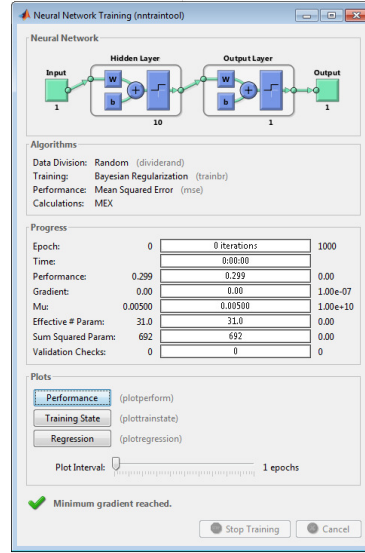 Neural Network Training (nntraintool)
Neural Network
Hidden Layer Output Layer
Input Output
W W
b b
1 1
10 1
Algorithms
Data Division: Random (dividerand)
Training: Bayesian Regularization (trainbr)
Performance: Mean Squared Error (mse)
Calculations: MEX
Progress
Epoch: 0 0 iterations 1000
Time: 0:00:00
Performance: 0.299 0.299 0.00
Gradient: 0.00 0.00 1.00e-07
Mu: 0.00500 0.00500 1.00e+10
Effective # Param: 31.0 31.0 0.00
Sum Squared Param: 692 692 0.00
Validation Checks: 0 0 0
Plots
Performance (plotperform)
Training State (plottrainstate)
Regression (plotregression)
Plot Interval: 1 epochs
Minimum gradient reached.
Stop Training Cancel